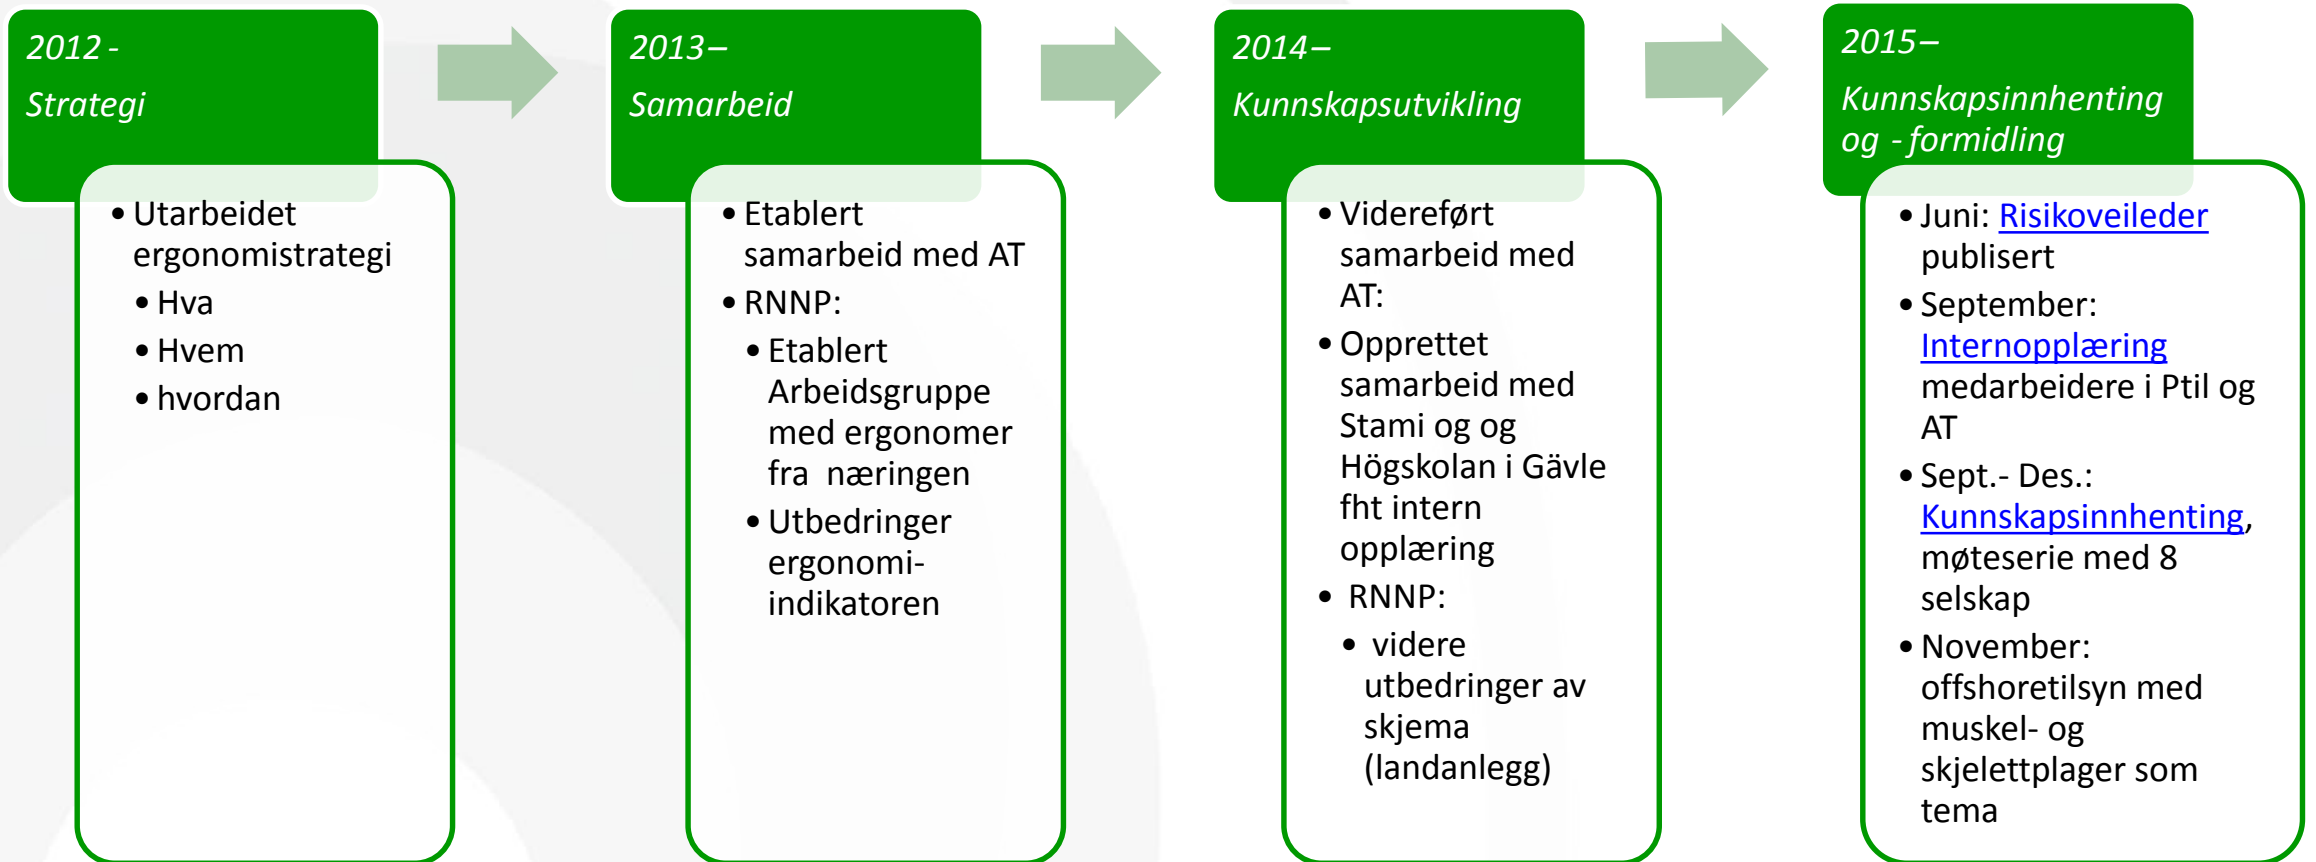 2012 -
Strategi
• Utarbeidet
ergonomistrategi
• Hva
• Hvem
• hvordan
2013–
Samarbeid
• Etablert
samarbeid med AT
• RNNP:
• Etablert
Arbeidsgruppe
med ergonomer
fra næringen
• Utbedringer
ergonomi-
indikatoren
2014–
Kunnskapsutvikling
• Videreført
samarbeid med
AT:
• Opprettet
samarbeid med
Stami og og
Högskolan i Gävle
fht intern
opplæring
• RNNP:
• videre
utbedringer av
skjema
(landanlegg)
2015–
Kunnskapsinnhenting
og - formidling
• Juni: Risikoveileder
publisert
• September:
Internopplæring
medarbeidere i Ptil og
AT
• Sept.- Des.:
Kunnskapsinnhenting,
møteserie med 8
selskap
• November:
offshoretilsyn med
muskel- og
skjelettplager som
tema